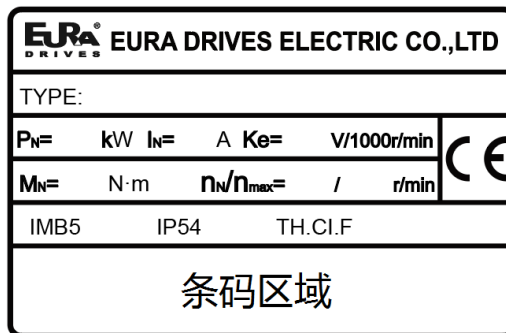 EURA® DRIVES EURA DRIVES ELECTRIC CO.,LTD
TYPE:
PN= kW IN= A Ke= V/1000r/min
MN= N·m nN/nmax= / r/min
CE
IMB5 IP54 TH.CI.F
条码区域